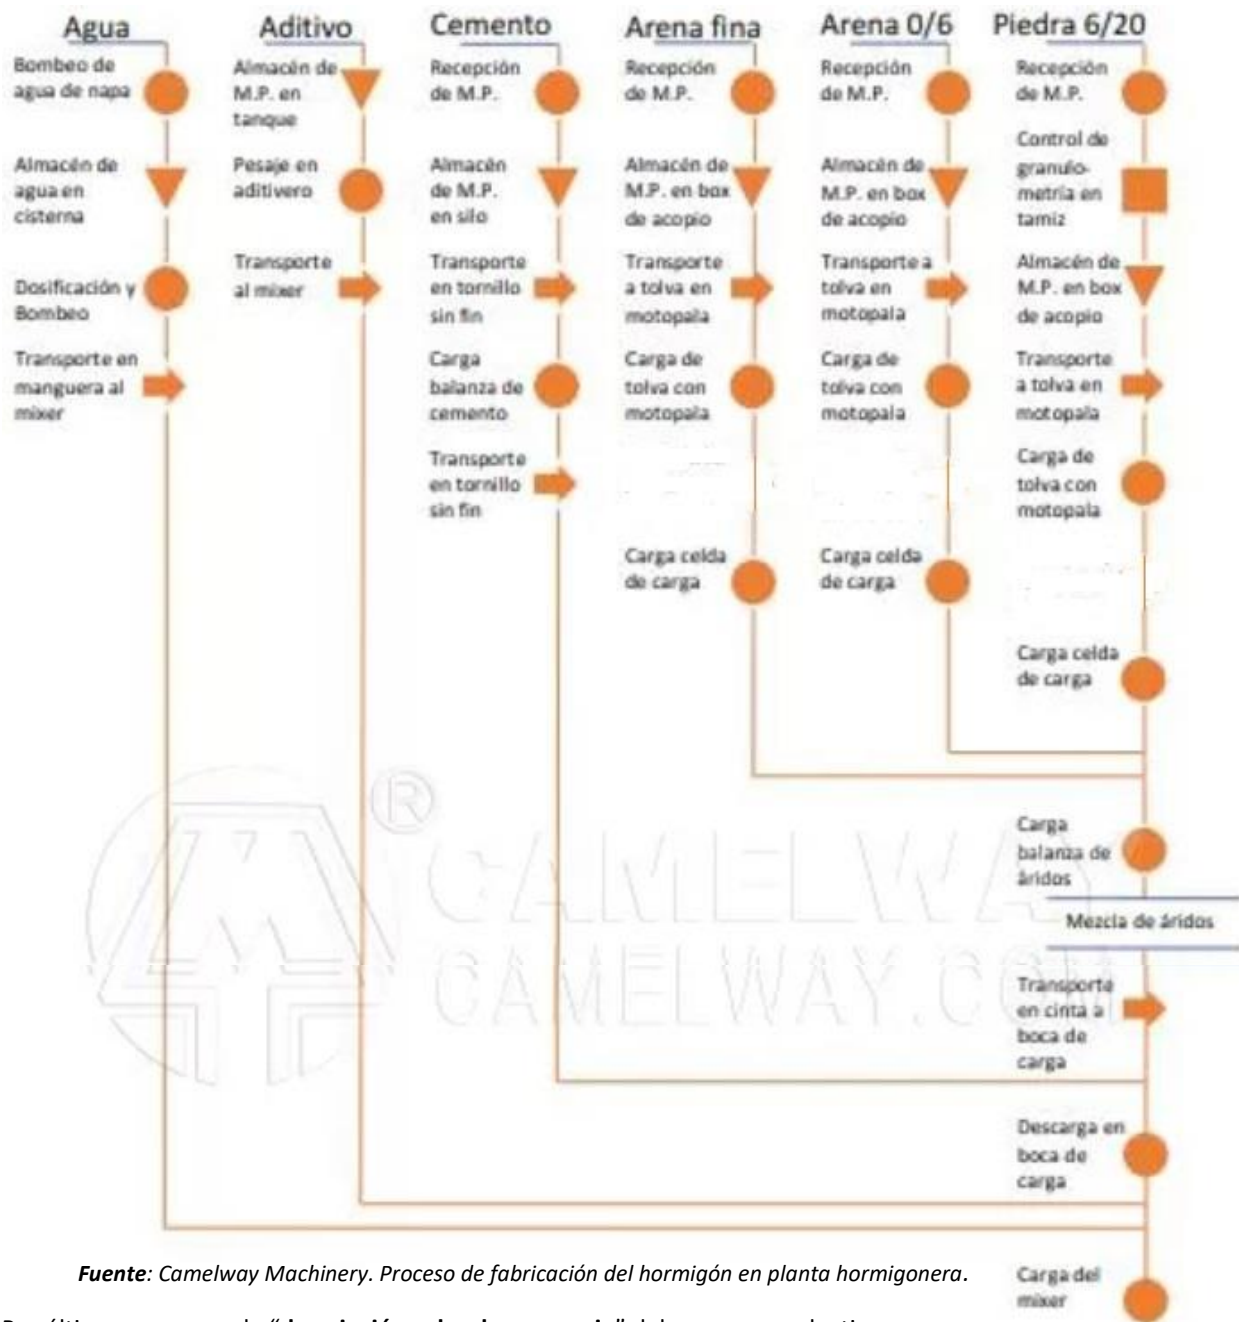 Agua
Bombeo de
agua de napa
Almacén de
agua en
cisterna
Dosificación y
Bombeo
Transporte en
manguera al
mixer
Aditivo
Almacén de
M.P. en
tanque
Pesaje en
aditivero
Transporte
al mixer
Cemento
Recepción
de M.P.
Almacén
de M.P.
en silo
Transporte
en tornillo
sin fin
Carga
balanza de
cemento
Transporte
en tornillo
sin fin
Arena fina
Recepción
de M.P.
Almacén de
M.P. en box
de acopio
Transporte
a tolva en
motopala
Carga de
tolva con
motopala
Carga celda
de carga
Arena 0/6
Recepción
de M.P.
Almacén de
M.P. en box
de acopio
Transporte a
tolva en
motopala
Carga de
tolva con
motopala
Carga celda
de carga
Piedra 6/20
Recepción
de M.P.
Control de
granulo-
metría en
tamiz
Almacén de
M.P. en box
de acopio
Transporte
a tolva en
motopala
Carga de
tolva con
motopala
Carga celda
de carga
Carga
balanza de
áridos
Mezcla de áridos
Transporte
en cinta a
boca de
carga
Descarga en
boca de
carga
Carga del
mixer
®
CAMELWAY
CAMELWAY.COM
Fuente: Camelway Machinery. Proceso de fabricación del hormigón en planta hormigonera.